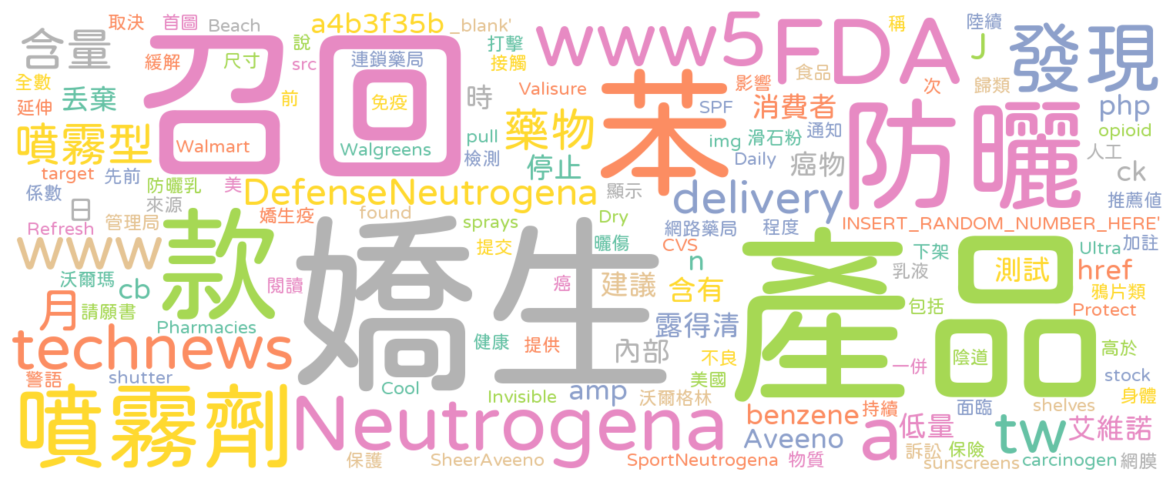 取決 首圖 Beach
a4b3f35b _blank'
稱 陸續
含量 召回 www5 FDA 發現
緩解 尺寸 說 src 連鎖藥局 打擊 接觸
J
影響 食品 次 歸類
全數 丟棄 前 免疫 時 Valisure 苯 SPF 消費者 防曬 php
延伸
噴霧型 Walmart Walgreens pull 藥物 img 滑石粉 通知 opioid
檢測 停止 Daily 癌物 人工 ck
target 先前 防曬乳 美 DefenseNeutrogena 顯示 delivery 推薦值
係數 日 來源
Refresh 管理局 嬌生疫 found sprays Dry 網路藥局 程度 INSERT_RANDOM_NUMBER_HERE'
www 款 嬌生 提交 曬傷 CVS n 產品 下架 測試 Ultra 加註
沃爾瑪 cb 閱讀 癌 建議 含有 乳液 href 鴉片類
月 請願書 包括 Protect
Pharmacies 露得清
technews 健康 提供 內部 不良 一併 陰道 高於
警語 shutter Cool Invisible amp 美國 沃爾格林 stock 身體
噴霧劑 Neutrogena benzene 持續 面臨 shelves
Aveeno a 低量 tw 艾維諾
保護 SheerAveeno SportNeutrogena 物質 訴訟 保險
sunscreens carcinogen 網膜